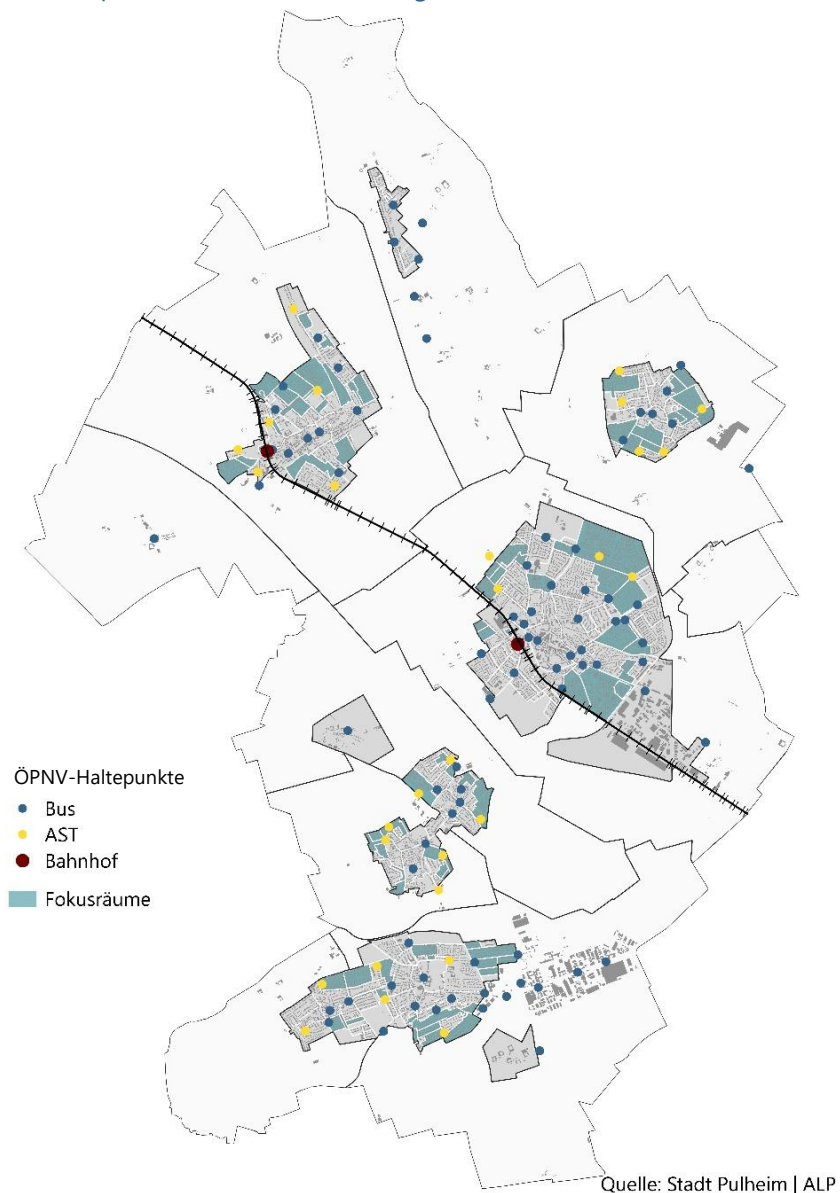 ÖPNV-Haltepunkte
Bus
AST
Bahnhof
Fokusräume
Quelle: Stadt Pulheim | ALP